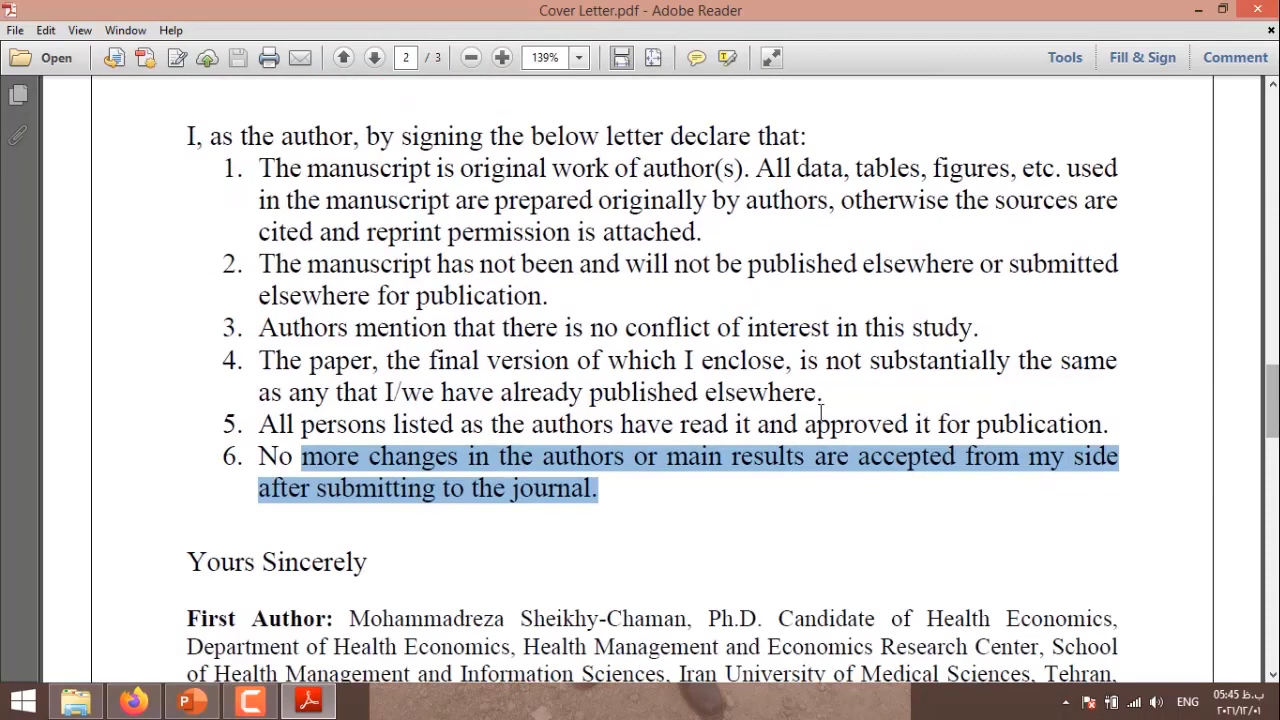 Cover Letter.pdf - Adobe Reader
File Edit View Window Help
Open 2 / 3 139% Tools Fill & Sign Comment
I, as the author, by signing the below letter declare that:
1. The manuscript is original work of author(s). All data, tables, figures, etc. used
in the manuscript are prepared originally by authors, otherwise the sources are
cited and reprint permission is attached.
2. The manuscript has not been and will not be published elsewhere or submitted
elsewhere for publication.
3. Authors mention that there is no conflict of interest in this study.
4. The paper, the final version of which I enclose, is not substantially the same
as any that I/we have already published elsewhere.
5. All persons listed as the authors have read it and approved it for publication.
6. No more changes in the authors or main results are accepted from my side
after submitting to the journal.
Yours Sincerely
First Author: Mohammadreza Sheikhy-Chaman, Ph.D. Candidate of Health Economics,
Department of Health Economics, Health Management and Economics Research Center, School
of Health Management and Information Sciences, Iran University of Medical Sciences, Tehran,
ENG 05:45 ب.ظ
۲۰۲۱/۱۲/۰۱